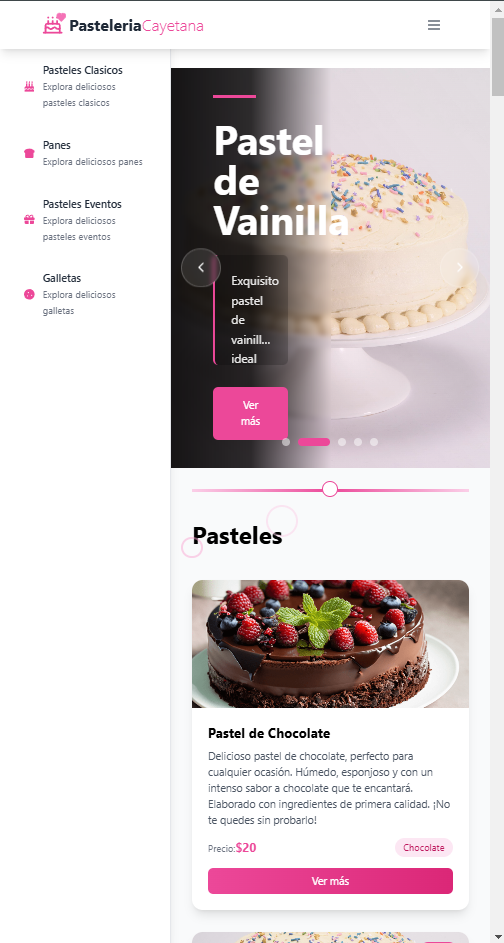 PasteleriaCayetana
Pasteles Clasicos
Explora deliciosos
pasteles clasicos
Panes
Explora deliciosos panes
Pasteles Eventos
Explora deliciosos
pasteles eventos
Galletas
Explora deliciosos
galletas
Pastel
de
Vainilla
Exquisito
pastel
de
vainill...
ideal
Ver
más
Pasteles
Pastel de Chocolate
Delicioso pastel de chocolate, perfecto para
cualquier ocasión. Húmedo, esponjoso y con un
intenso sabor a chocolate que te encantará.
Elaborado con ingredientes de primera calidad. ¡No
te quedes sin probarlo!
Precio:$20 Chocolate
Ver más